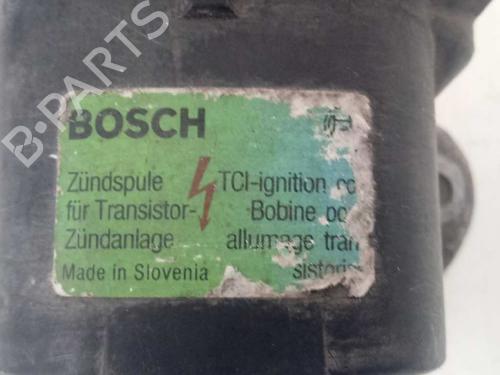 B-PARTS
BOSCH
Zündspule
für Transistor-
Zündanlage
Made in Slovenia
TCI-ignition
Bobine
allumage